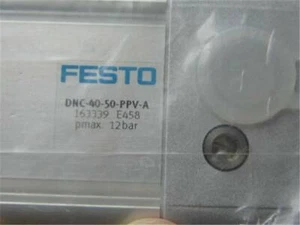 FESTO
DNC-40-50-PPV-A
163339 E458
pmax. 12bar